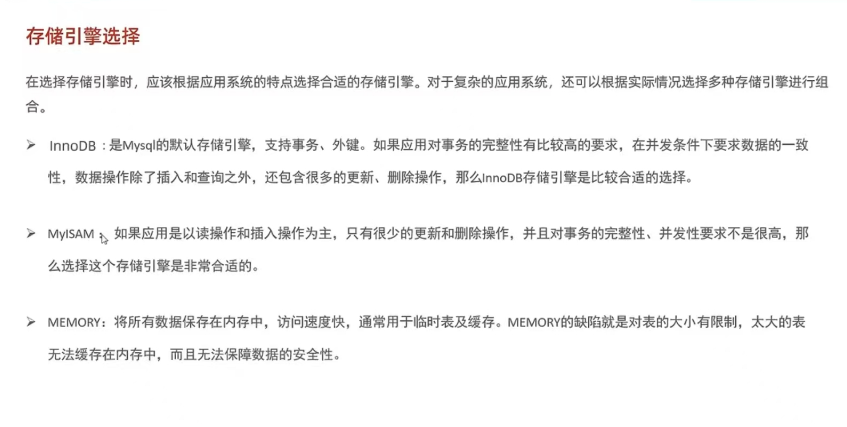 存储引擎选择
在选择存储引擎时，应该根据应用系统的特点选择合适的存储引擎。对于复杂的应用系统，还可以根据实际情况选择多种存储引擎进行组
合。
➢ InnoDB：是Mysql的默认存储引擎，支持事务、外键。如果应用对事务的完整性有比较高的要求，在并发条件下要求数据的一致
性，数据操作除了插入和查询之外，还包含很多的更新、删除操作，那么InnoDB存储引擎是比较合适的选择。
➢ MyISAM： 如果应用是以读操作和插入操作为主，只有很少的更新和删除操作，并且对事务的完整性、并发性要求不是很高，那
么选择这个存储引擎是非常合适的。
➢ MEMORY：将所有数据保存在内存中，访问速度快，通常用于临时表及缓存。MEMORY的缺陷就是对表的大小有限制，太大的表
无法缓存在内存中，而且无法保障数据的安全性。